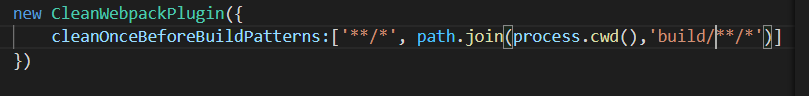 new CleanWebpackPlugin({
cleanOnceBeforeBuildPatterns:['**/*', path.join(process.cwd(),'build/**/*')]
})